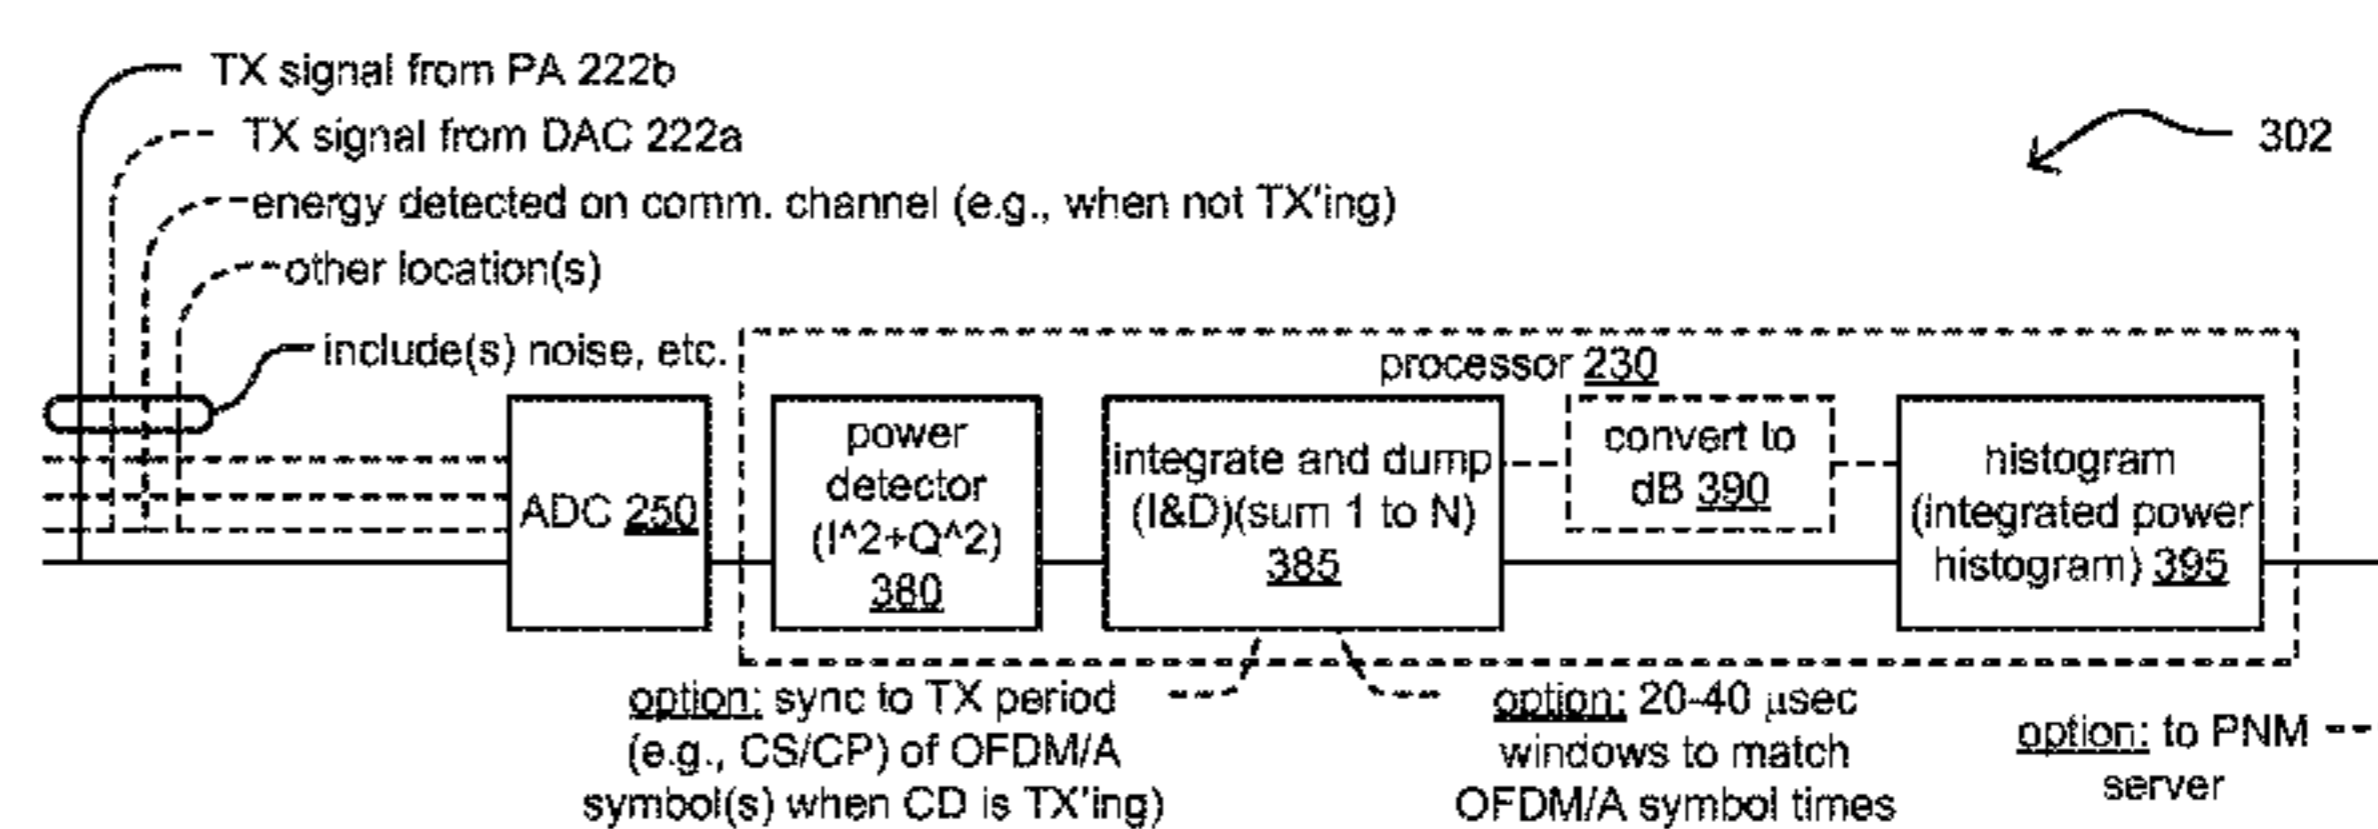 TX signal from PA 222b
TX signal from DAC 222a
302
energy detected on comm. channel (e.g., when not TX'ing)
other location(s)
include(s) noise, etc.
processor 230
ADC 250
power
detector
(I^2+Q^2)
380
integrate and dump
(I&D)(sum 1 to N)
385
convert to
dB 390
histogram
(integrated power
histogram) 395
option: sync to TX period
(e.g., CS/CP) of OFDM/A
symbol(s) when CD is TX'ing)
option: 20-40 μsec
windows to match
OFDM/A symbol times
option: to PNM
server